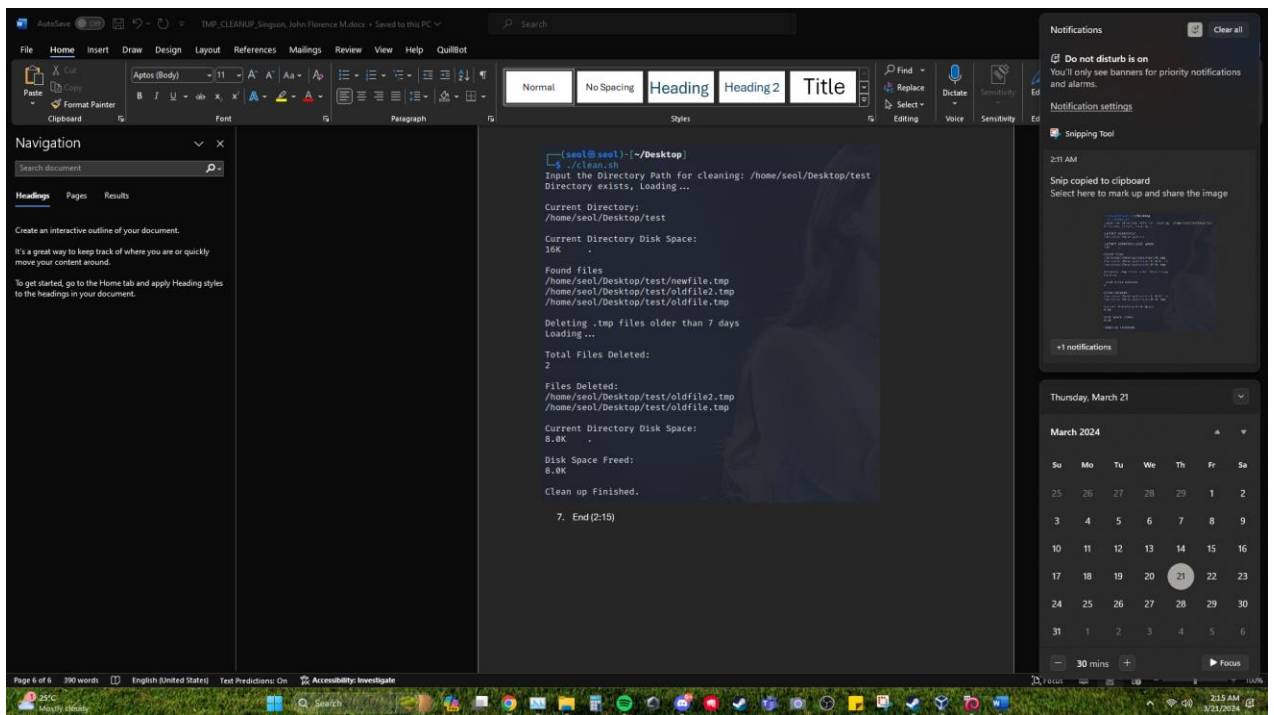 AutoSave Off TMP_CLEANUP_Singson, John Florence M.docx • Saved to this PC
Search
File Home Insert Draw Design Layout References Mailings Review View Help QuillBot
Paste
Cut
Copy
Format Painter
Clipboard
Aptos (Body) 11
Font
Paragraph
Normal
No Spacing
Heading
Heading 2
Title
Styles
Find
Replace
Select
Editing
Dictate
Voice
Sensitivity
Sensitivity
Navigation
Search document
Headings Pages Results
Create an interactive outline of your document.
It's a great way to keep track of where you are or quickly
move your content around.
To get started, go to the Home tab and apply Heading styles
to the headings in your document.
(seol㉿seol)-[~/Desktop]
$ ./clean.sh
Input the Directory Path for cleaning: /home/seol/Desktop/test
Directory exists, Loading ...
Current Directory:
/home/seol/Desktop/test
Current Directory Disk Space:
16K .
Found files
/home/seol/Desktop/test/newfile.tmp
/home/seol/Desktop/test/oldfile2.tmp
/home/seol/Desktop/test/oldfile.tmp
Deleting .tmp files older than 7 days
Loading ...
Total Files Deleted:
2
Files Deleted:
/home/seol/Desktop/test/oldfile2.tmp
/home/seol/Desktop/test/oldfile.tmp
Current Directory Disk Space:
8.0K .
Disk Space Freed:
8.0K
Clean up Finished.
7. End (2:15)
Notifications Clear all
Do not disturb is on
You'll only see banners for priority notifications
and alarms.
Notification settings
Snipping Tool
2:11 AM
Snip copied to clipboard
Select here to mark up and share the image
+1 notifications
Thursday, March 21
March 2024
Su Mo Tu We Th Fr Sa
25 26 27 28 29 1 2
3 4 5 6 7 8 9
10 11 12 13 14 15 16
17 18 19 20 21 22 23
24 25 26 27 28 29 30
31 1 2 3 4 5 6
30 mins Focus
Page 6 of 6 390 words English (United States) Text Predictions: On Accessibility: Investigate
Focus 100%
1
25°C
Mostly cloudy
Search
2:15 AM
3/21/2024